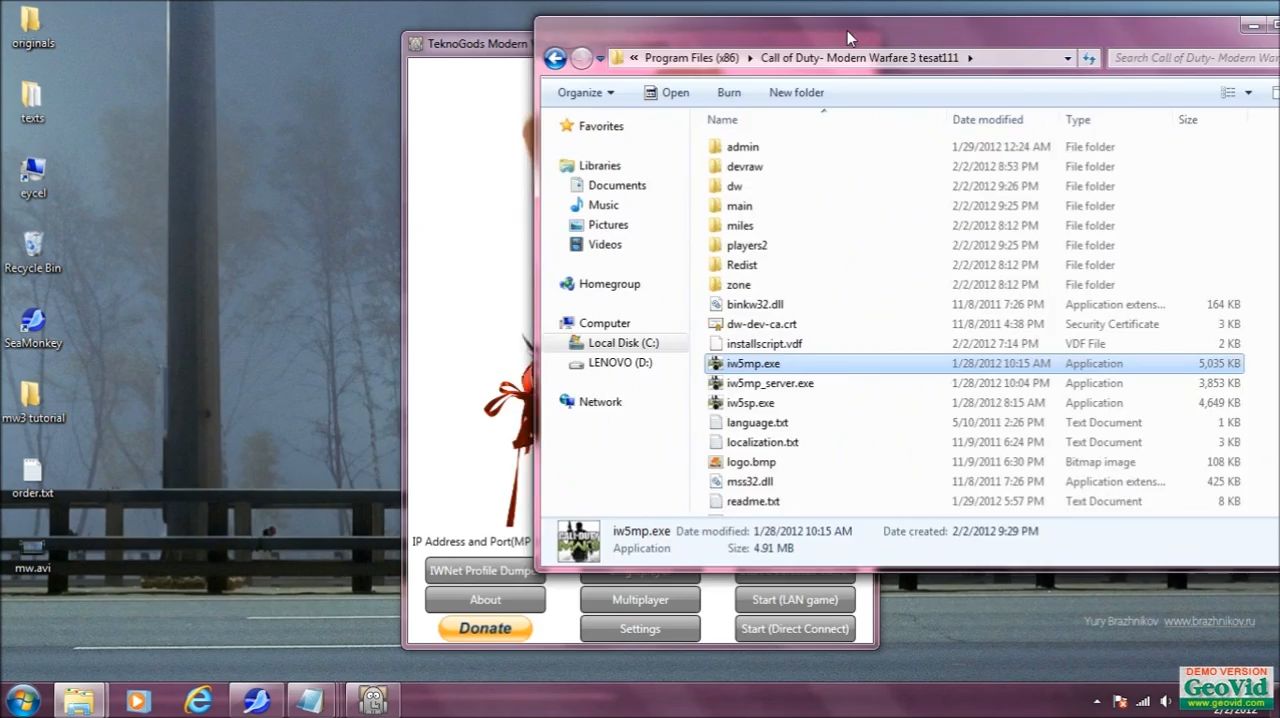 originals
texts
eycel
Recycle Bin
SeaMonkey
mw3 tutorial
order.txt
mw.avi
TeknoGods Modern
IP Address and Port(MP
IWNet Profile Dump
About
Multiplayer
Start (LAN game)
Donate
Settings
Start (Direct Connect)
« Program Files (x86) Call of Duty- Modern Warfare 3 tesat111
Search Call of Duty- Modern War
Organize Open Burn New folder
Favorites
Libraries
Documents
Music
Pictures
Videos
Homegroup
Computer
Local Disk (C:)
LENOVO (D:)
Network
Name Date modified Type Size
admin 1/29/2012 12:24 AM File folder
devraw 2/2/2012 8:53 PM File folder
dw 2/2/2012 9:26 PM File folder
main 2/2/2012 9:25 PM File folder
miles 2/2/2012 8:12 PM File folder
players2 2/2/2012 9:25 PM File folder
Redist 2/2/2012 8:12 PM File folder
zone 2/2/2012 8:12 PM File folder
binkw32.dll 11/8/2011 7:26 PM Application extens... 164 KB
dw-dev-ca.crt 11/8/2011 4:38 PM Security Certificate 3 KB
installscript.vdf 2/2/2012 7:14 PM VDF File 2 KB
iw5mp.exe 1/28/2012 10:15 AM Application 5,035 KB
iw5mp_server.exe 1/28/2012 10:04 PM Application 3,853 KB
iw5sp.exe 1/28/2012 8:15 AM Application 4,649 KB
language.txt 5/10/2011 2:26 PM Text Document 1 KB
localization.txt 11/9/2011 6:24 PM Text Document 3 KB
logo.bmp 11/9/2011 6:30 PM Bitmap image 108 KB
mss32.dll 11/8/2011 7:26 PM Application extens... 425 KB
readme.txt 1/29/2012 5:57 PM Text Document 8 KB
iw5mp.exe Date modified: 1/28/2012 10:15 AM Date created: 2/2/2012 9:29 PM
Application Size: 4.91 MB
Yury Brazhnikov www.brazhnikov.ru
DEMO VERSION
GeoVid
www.geovid.com
2/2/2012